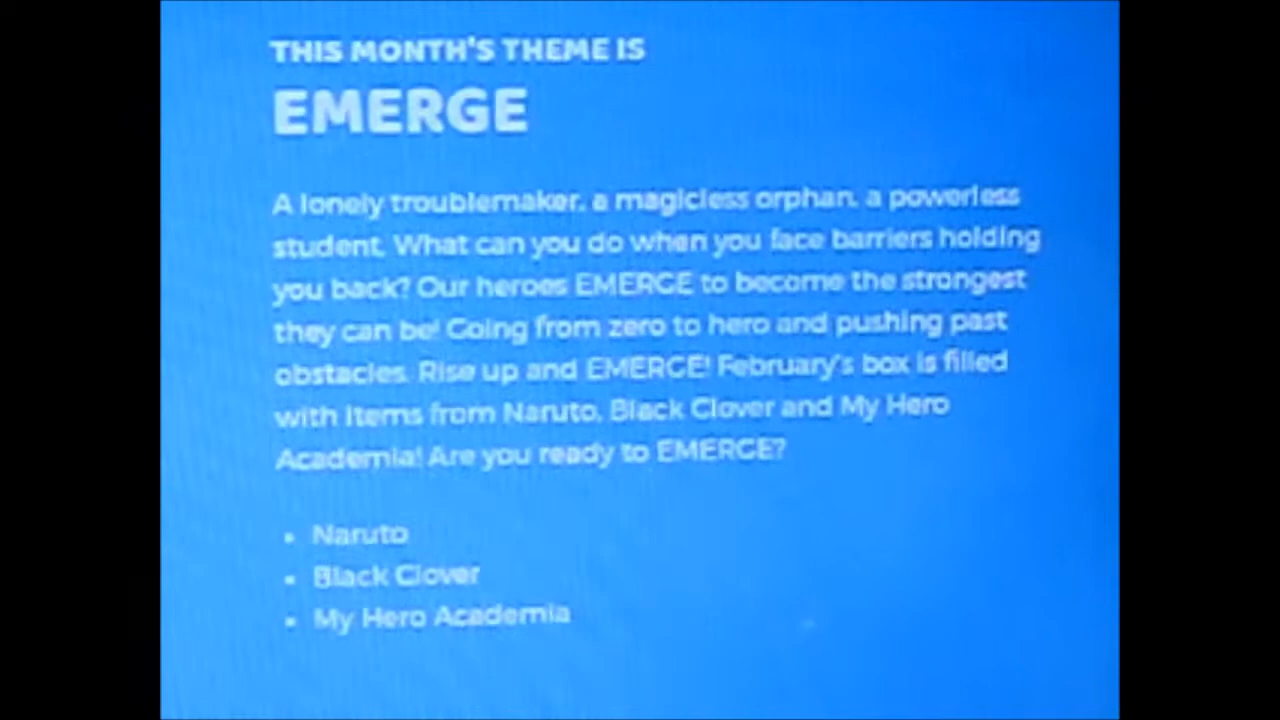 THIS MONTH'S THEME IS
EMERGE
A lonely troublemaker, a magicless orphan, a powerless
student. What can you do when you face barriers holding
you back? Our heroes EMERGE to become the strongest
they can be! Going from zero to hero and pushing past
obstacles. Rise up and EMERGE! February's box is filled
with items from Naruto, Black Clover and My Hero
Academia! Are you ready to EMERGE?
• Naruto
• Black Clover
• My Hero Academia